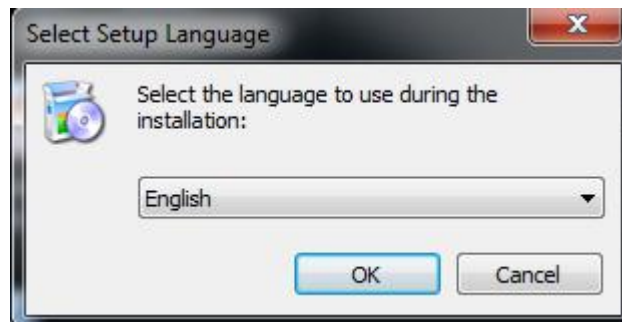 Select Setup Language
Select the language to use during the
installation:
English
OK
Cancel